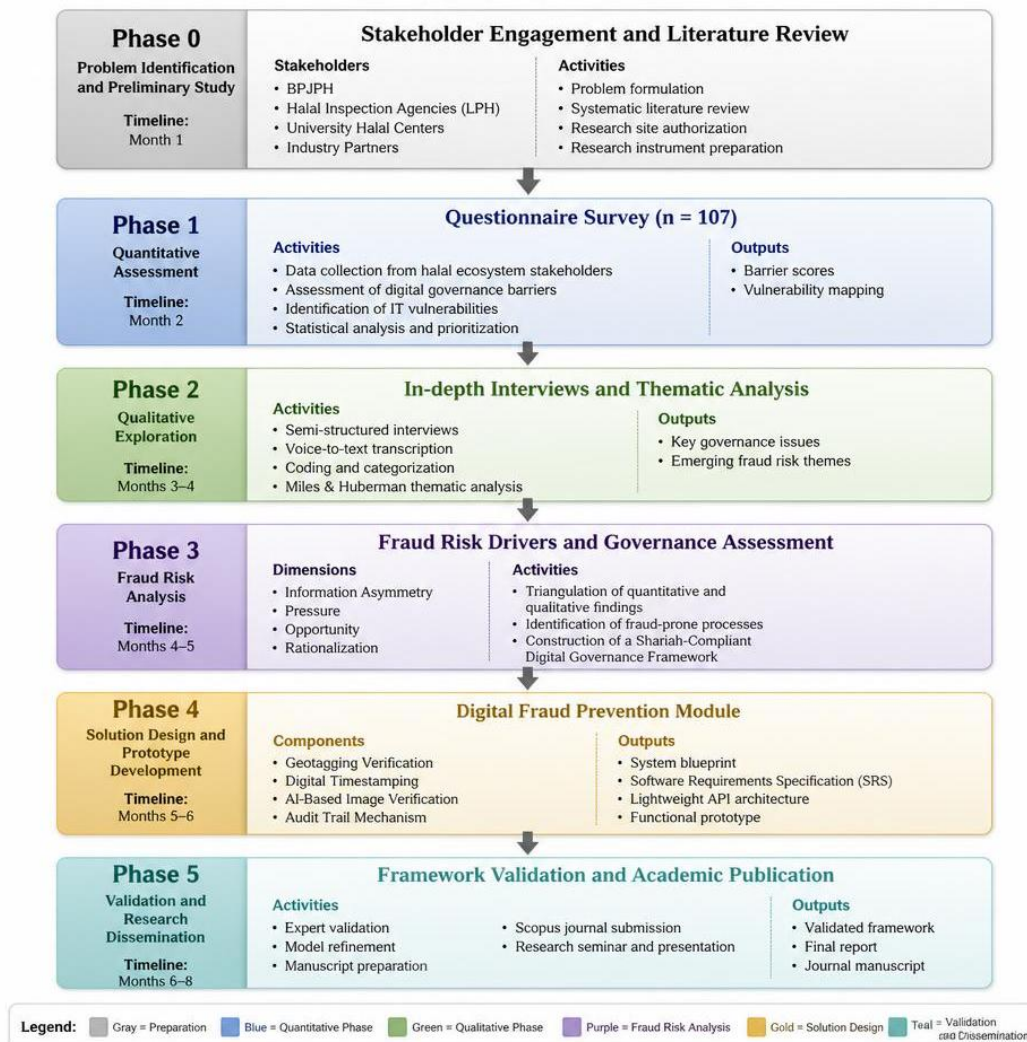 Phase 0
Problem Identification
and Preliminary Study
Timeline:
Month 1
Stakeholder Engagement and Literature Review
Stakeholders
• BPJPH
• Halal Inspection Agencies (LPH)
• University Halal Centers
• Industry Partners
Activities
• Problem formulation
• Systematic literature review
• Research site authorization
• Research instrument preparation
Phase 1
Quantitative
Assessment
Timeline:
Month 2
Questionnaire Survey (n = 107)
Activities
• Data collection from halal ecosystem stakeholders
• Assessment of digital governance barriers
• Identification of IT vulnerabilities
• Statistical analysis and prioritization
Outputs
• Barrier scores
• Vulnerability mapping
Phase 2
Qualitative
Exploration
Timeline:
Months 3–4
In-depth Interviews and Thematic Analysis
Activities
• Semi-structured interviews
• Voice-to-text transcription
• Coding and categorization
• Miles & Huberman thematic analysis
Outputs
• Key governance issues
• Emerging fraud risk themes
Phase 3
Fraud Risk
Analysis
Timeline:
Months 4–5
Fraud Risk Drivers and Governance Assessment
Dimensions
• Information Asymmetry
• Pressure
• Opportunity
• Rationalization
Activities
• Triangulation of quantitative and
qualitative findings
• Identification of fraud-prone processes
• Construction of a Shariah-Compliant
Digital Governance Framework
Phase 4
Solution Design and
Prototype
Development
Timeline:
Months 5–6
Digital Fraud Prevention Module
Components
• Geotagging Verification
• Digital Timestamping
• AI-Based Image Verification
• Audit Trail Mechanism
Outputs
• System blueprint
• Software Requirements Specification (SRS)
• Lightweight API architecture
• Functional prototype
Phase 5
Validation and
Research
Dissemination
Timeline:
Months 6–8
Framework Validation and Academic Publication
Activities
• Expert validation
• Model refinement
• Manuscript preparation
• Scopus journal submission
• Research seminar and presentation
Outputs
• Validated framework
• Final report
• Journal manuscript
Legend:
Gray = Preparation
Blue = Quantitative Phase
Green = Qualitative Phase
Purple = Fraud Risk Analysis
Gold = Solution Design
Teal = Validation
and Dissemination